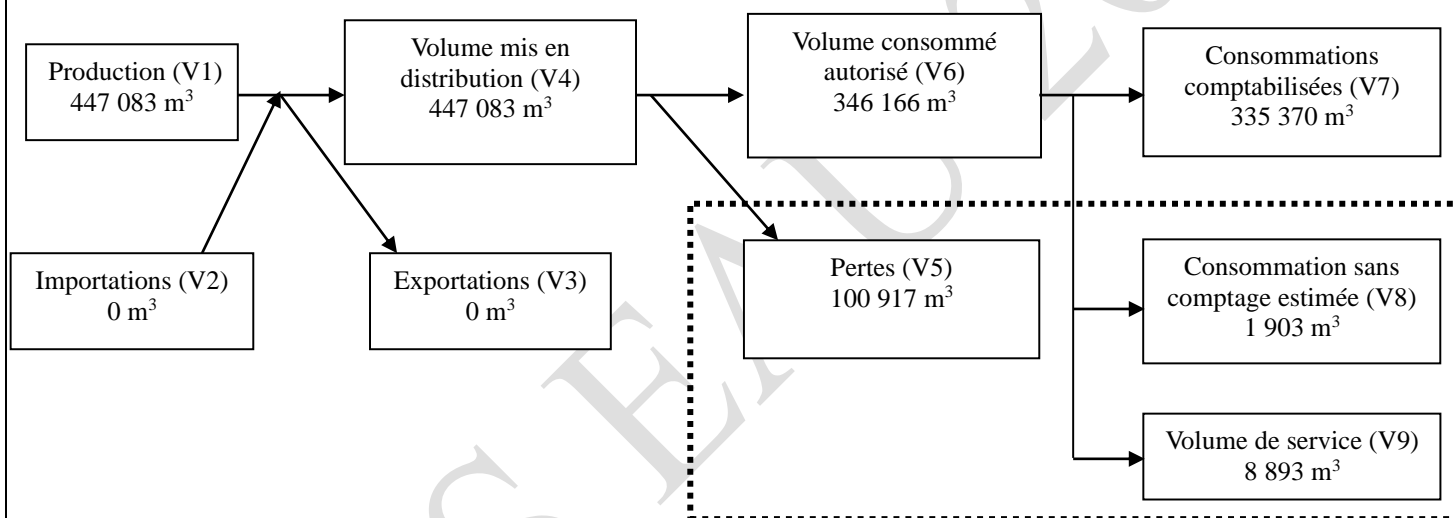 Production (V1)
447 083 m³
Volume mis en
distribution (V4)
447 083 m³
Volume consommé
autorisé (V6)
346 166 m³
Consommations
comptabilisées (V7)
335 370 m³
Importations (V2)
0 m³
Exportations (V3)
0 m³
Pertes (V5)
100 917 m³
Consommation sans
comptage estimée (V8)
1 903 m³
Volume de service (V9)
8 893 m³
S EAU 2